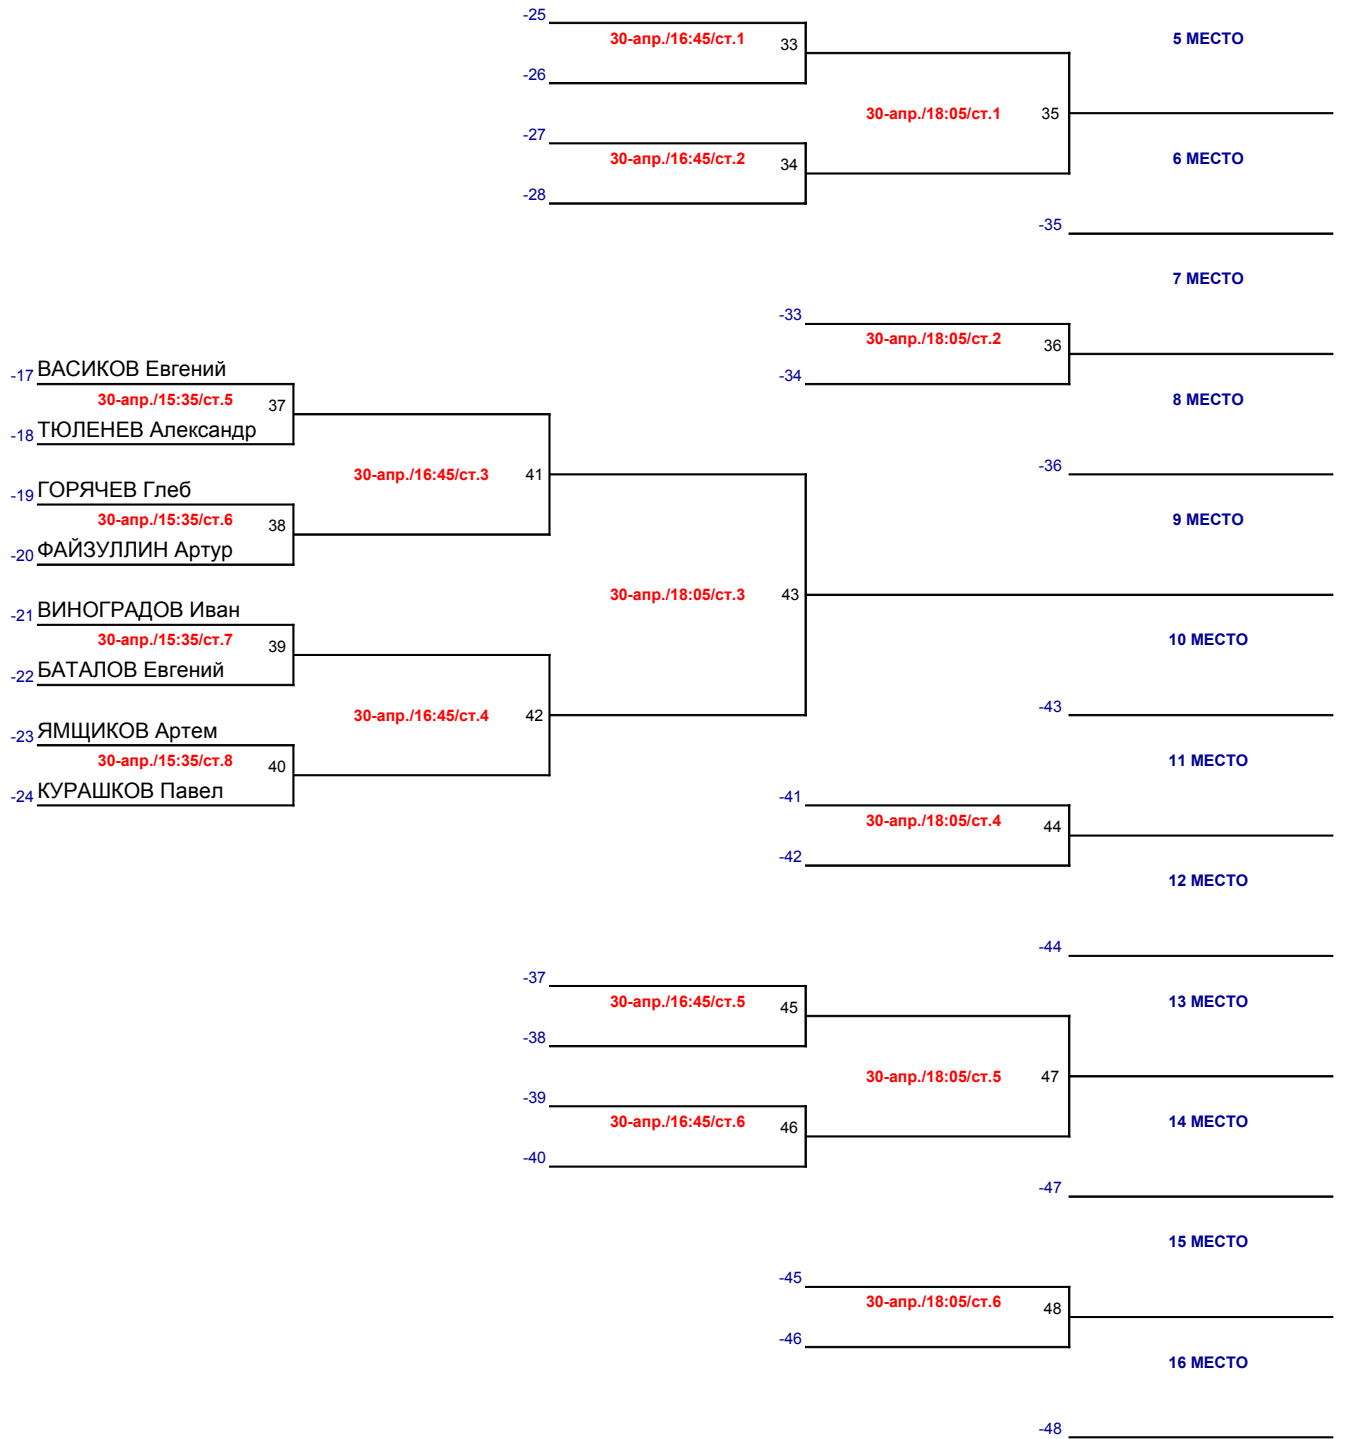 -25
30-апр./16:45/ст.1 33 5 МЕСТО
-26
30-апр./18:05/ст.1 35
-27
30-апр./16:45/ст.2 34 6 МЕСТО
-28
-35
7 МЕСТО
-33
30-апр./18:05/ст.2 36
-17 ВАСИКОВ Евгений -34
30-апр./15:35/ст.5 37 8 МЕСТО
-18 ТЮЛЕНЕВ Александр
30-апр./16:45/ст.3 41 -36
-19 ГОРЯЧЕВ Глеб
30-апр./15:35/ст.6 38 9 МЕСТО
-20 ФАЙЗУЛЛИН Артур
30-апр./18:05/ст.3 43
-21 ВИНОГРАДОВ Иван
30-апр./15:35/ст.7 39 10 МЕСТО
-22 БАТАЛОВ Евгений
30-апр./16:45/ст.4 42 -43
-23 ЯМЩИКОВ Артем
30-апр./15:35/ст.8 40 11 МЕСТО
-24 КУРАШКОВ Павел -41
30-апр./18:05/ст.4 44
-42
12 МЕСТО
-44
-37
30-апр./16:45/ст.5 45 13 МЕСТО
-38
30-апр./18:05/ст.5 47
-39
30-апр./16:45/ст.6 46 14 МЕСТО
-40
-47
15 МЕСТО
-45
30-апр./18:05/ст.6 48
-46
16 МЕСТО
-48